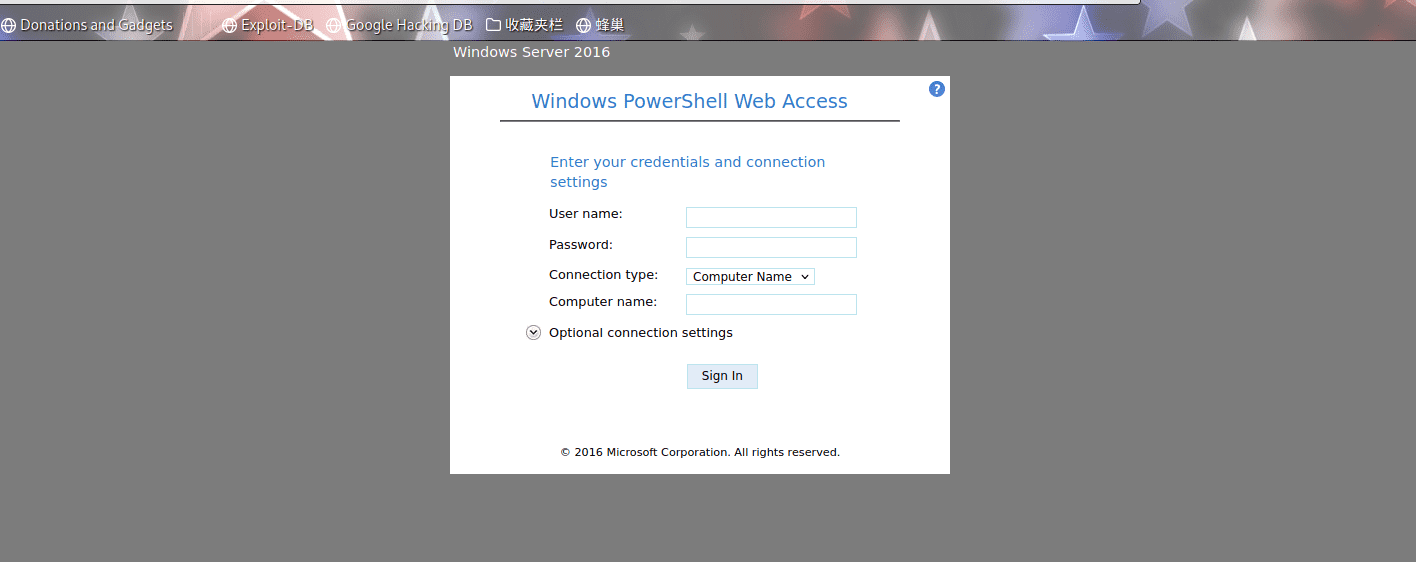 Donations and Gadgets Exploit-DB Google Hacking DB 收藏夹栏 蜂巢
Windows Server 2016
?
Windows PowerShell Web Access
Enter your credentials and connection
settings
User name:
Password:
Connection type: Computer Name
Computer name:
Optional connection settings
Sign In
© 2016 Microsoft Corporation. All rights reserved.